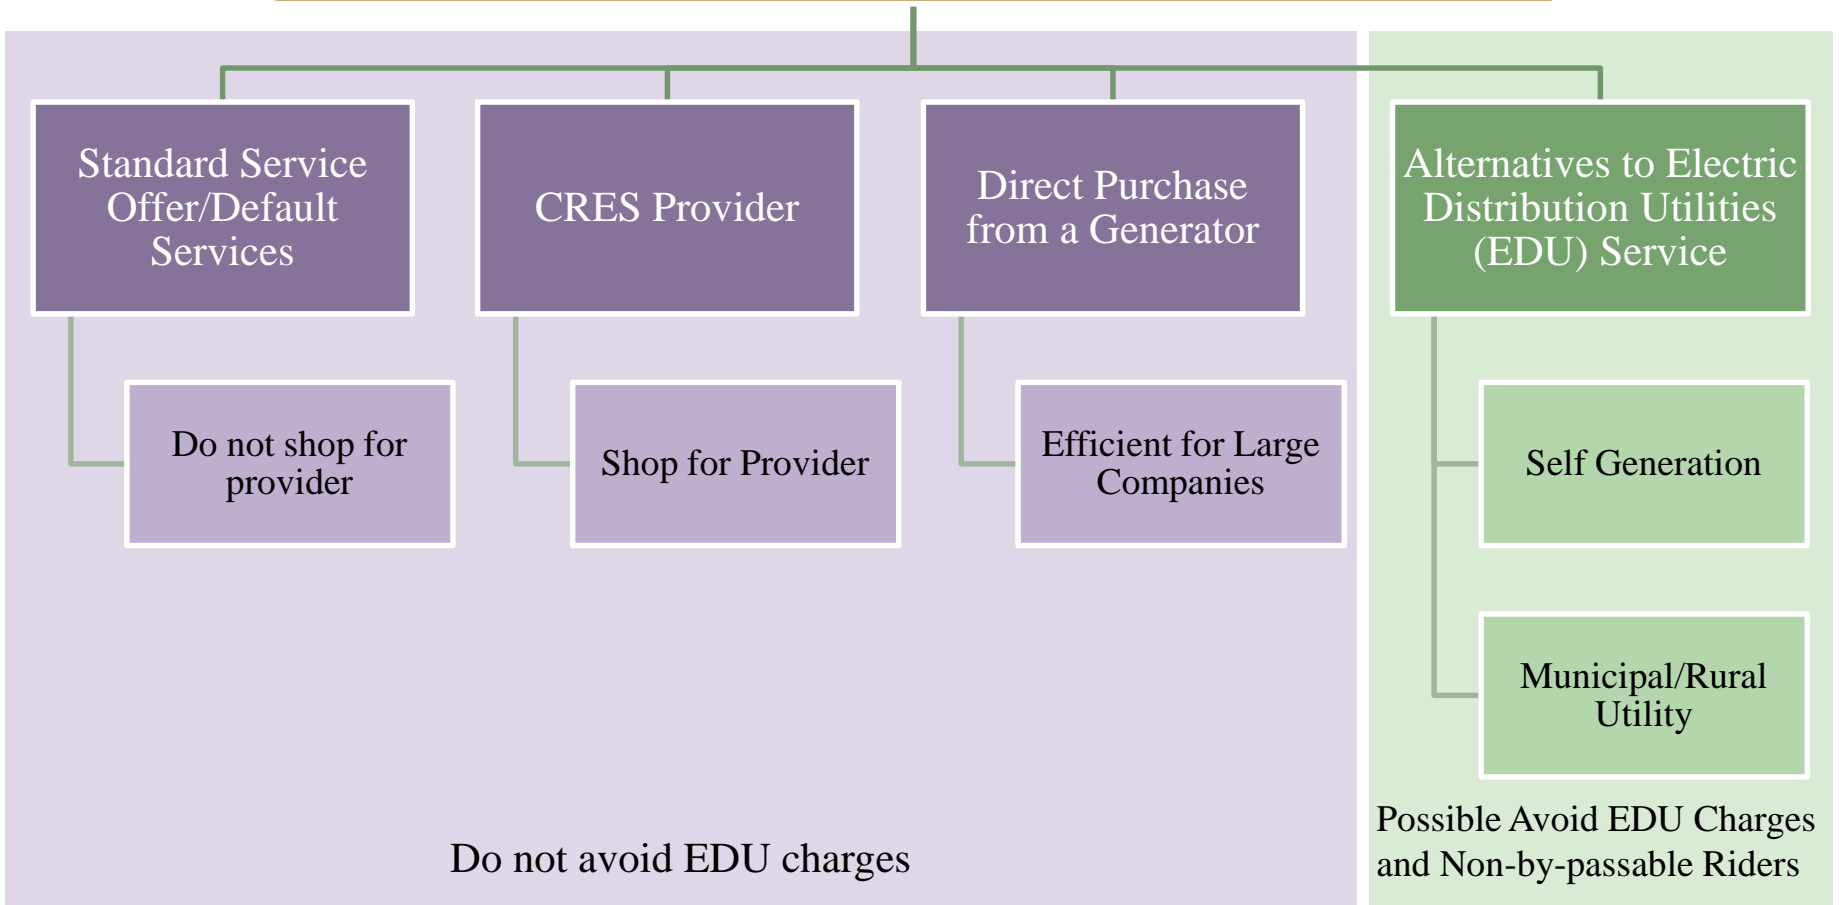 Standard Service
Offer/Default
Services
CRES Provider
Direct Purchase
from a Generator
Alternatives to Electric
Distribution Utilities
(EDU) Service
Do not shop for
provider
Shop for Provider
Efficient for Large
Companies
Self Generation
Municipal/Rural
Utility
Do not avoid EDU charges
Possible Avoid EDU Charges
and Non-by-passable Riders